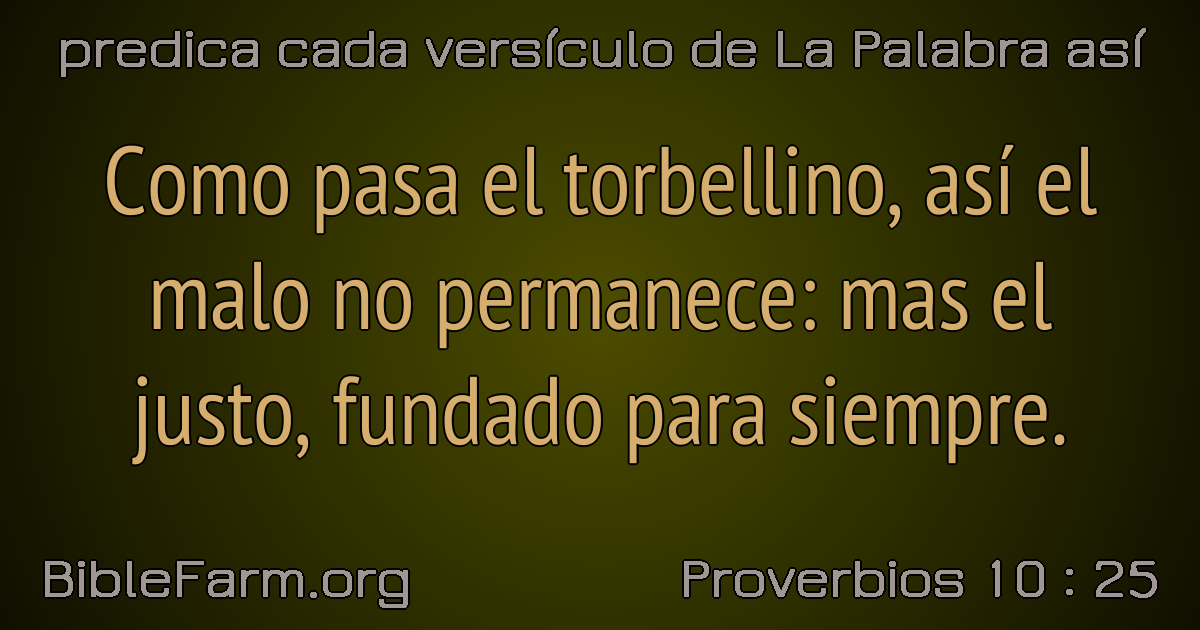 predica cada versículo de La Palabra así
Como pasa el torbellino, así el
malo no permanece: mas el
justo, fundado para siempre.
BibleFarm.org
Proverbios 10 : 25